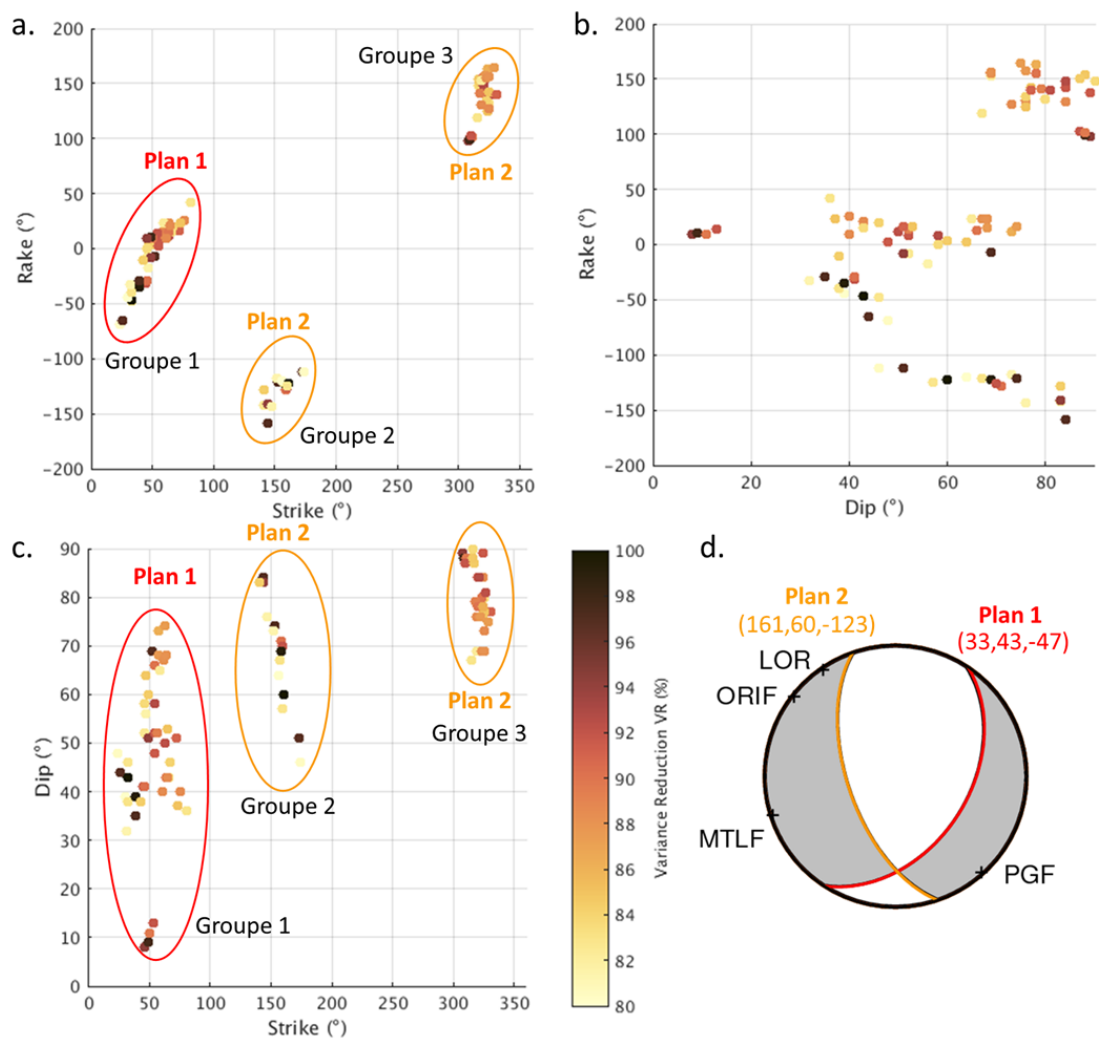 a.
200
150
100
50
0
−50
−100
−150
−200
0 50 100 150 200 250 300 350
Rake (°)
Strike (°)
Groupe 3
Plan 2
Plan 1
Groupe 1
Plan 2
Groupe 2
b.
200
150
100
50
0
−50
−100
−150
−200
0 20 40 60 80
Rake (°)
Dip (°)
c.
90
80
70
60
50
40
30
20
10
0
0 50 100 150 200 250 300 350
Dip (°)
Strike (°)
Plan 1
Groupe 1
Plan 2
Groupe 2
Plan 2
Groupe 3
100
98
96
94
92
90
88
86
84
82
80
Variance Reduction VR (%)
d.
Plan 2
(161,60,-123)
Plan 1
(33,43,-47)
LOR
ORIF
MTLF
PGF